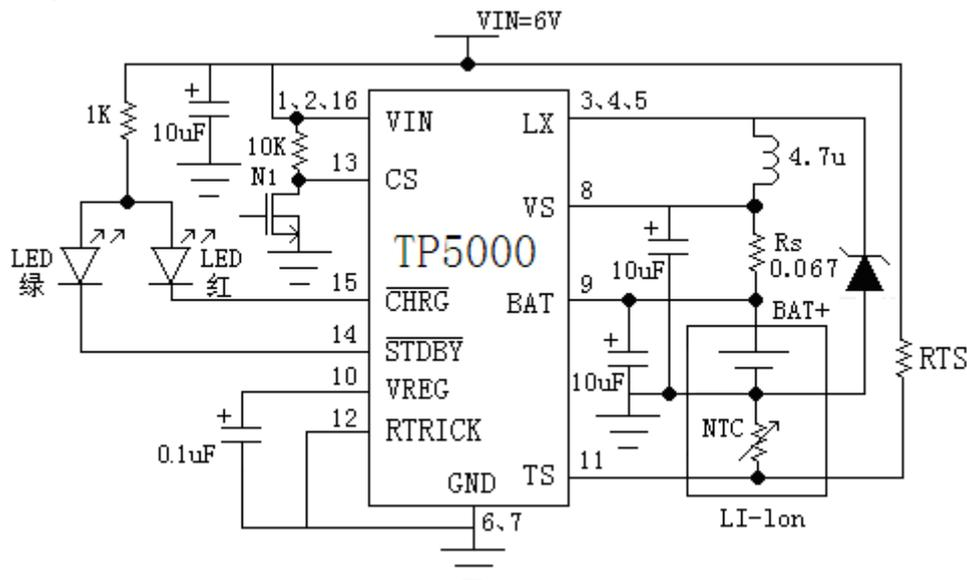 VIN=6V
1K
+
10uF
1、2、16
VIN
3、4、5
LX
10K
4.7u
N1
13
CS
8
VS
+
10uF
Rs
0.067
TP5000
LED
绿
LED
红
15
CHRG
9
BAT
BAT+
14
STDBY
+
10uF
RTS
10
VREG
+
0.1uF
12
RTRICK
NTC
11
TS
GND
6、7
LI-lon